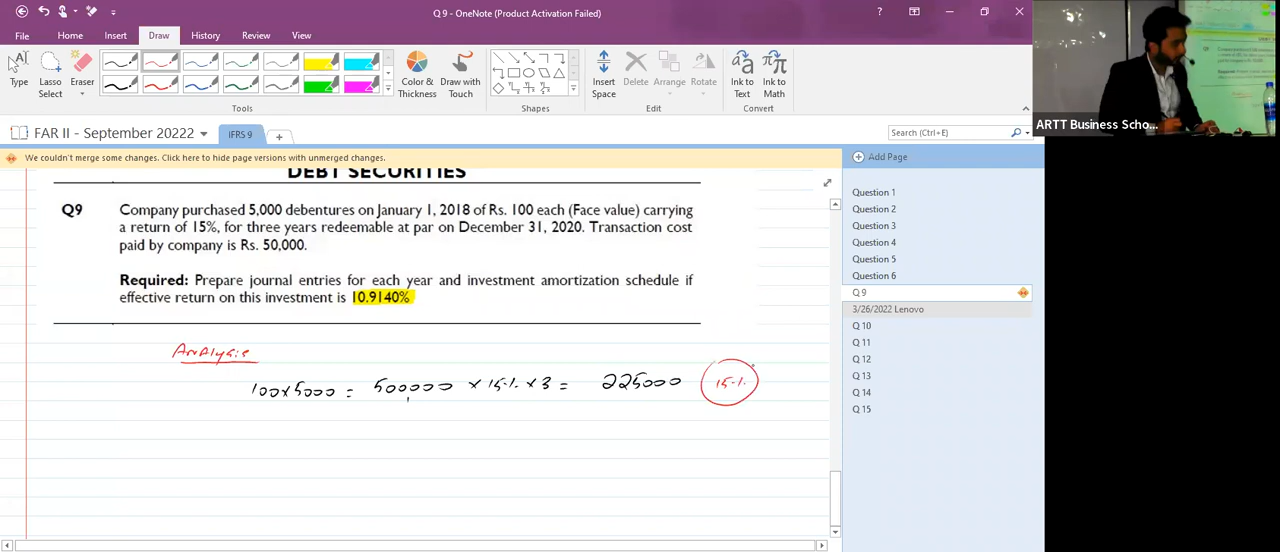 Q 9 - OneNote (Product Activation Failed)
?
File Home Insert Draw History Review View
Type
Lasso Select
Eraser
Color & Thickness
Draw with Touch
Insert Space
Delete
Arrange
Rotate
Ink to Text
Ink to Math
Tools
Shapes
Edit
Convert
ARTT Business Scho...
FAR II - September 20222
IFRS 9
Search (Ctrl+E)
We couldn't merge some changes. Click here to hide page versions with unmerged changes.
Add Page
DEBT SECURITIES
Q9
Company purchased 5,000 debentures on January 1, 2018 of Rs. 100 each (Face value) carrying
a return of 15%, for three years redeemable at par on December 31, 2020. Transaction cost
paid by company is Rs. 50,000.
Required: Prepare journal entries for each year and investment amortization schedule if
effective return on this investment is 10.9140%
Analysis
100 x 5000 = 500000 x 15% x 3 = 225000 15%
Question 1
Question 2
Question 3
Question 4
Question 5
Question 6
Q 9
3/26/2022 Lenovo
Q 10
Q 11
Q 12
Q 13
Q 14
Q 15